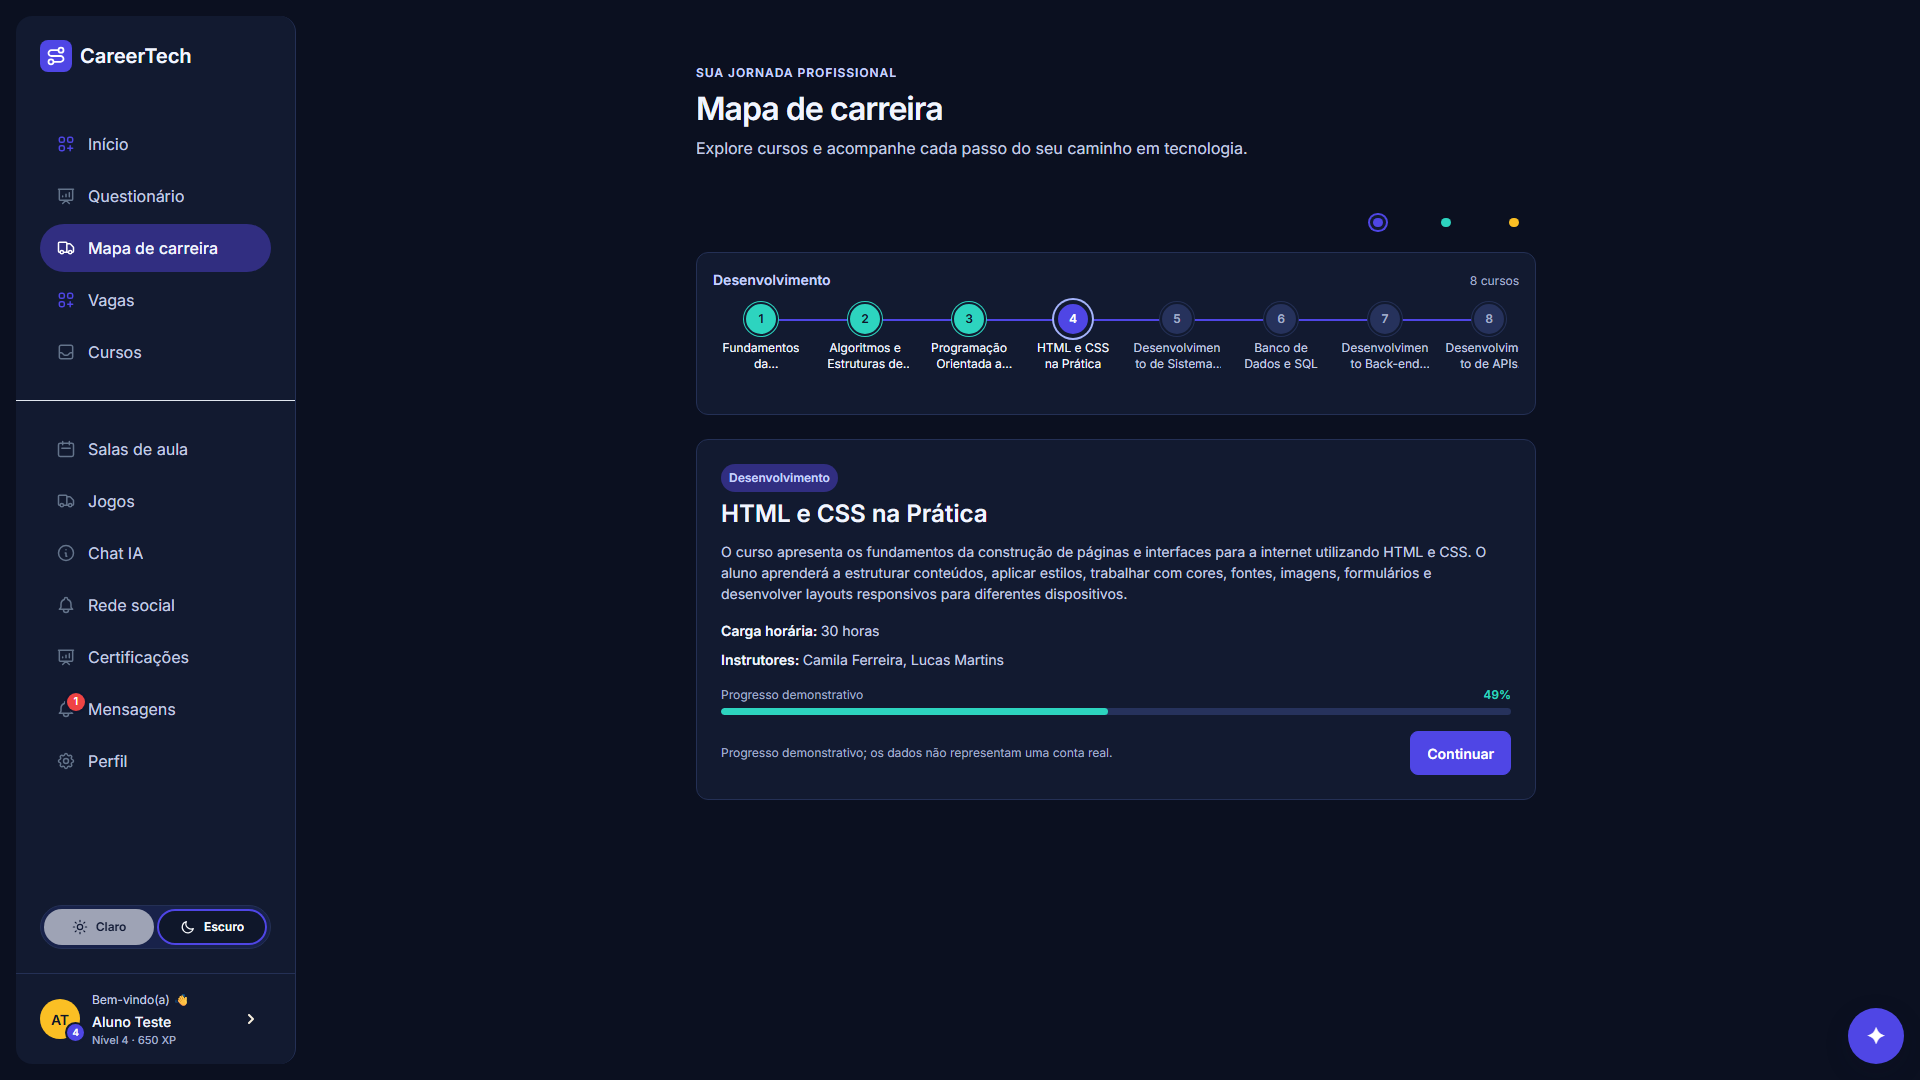 CareerTech
Início
Questionário
Mapa de carreira
Vagas
Cursos
Salas de aula
Jogos
Chat IA
Rede social
Certificações
1
Mensagens
Perfil
Claro
Escuro
Bem-vindo(a) 👋
AT
4
Aluno Teste
Nível 4 · 650 XP
SUA JORNADA PROFISSIONAL
Mapa de carreira
Explore cursos e acompanhe cada passo do seu caminho em tecnologia.
Desenvolvimento
8 cursos
1
Fundamentos
da...
2
Algoritmos e
Estruturas de..
3
Programação
Orientada a...
4
HTML e CSS
na Prática
5
Desenvolvimen
to de Sistema..
6
Banco de
Dados e SQL
7
Desenvolvimen
to Back-end...
8
Desenvolvim
to de APIs
Desenvolvimento
HTML e CSS na Prática
O curso apresenta os fundamentos da construção de páginas e interfaces para a internet utilizando HTML e CSS. O
aluno aprenderá a estruturar conteúdos, aplicar estilos, trabalhar com cores, fontes, imagens, formulários e
desenvolver layouts responsivos para diferentes dispositivos.
Carga horária: 30 horas
Instrutores: Camila Ferreira, Lucas Martins
Progresso demonstrativo
49%
Progresso demonstrativo; os dados não representam uma conta real.
Continuar